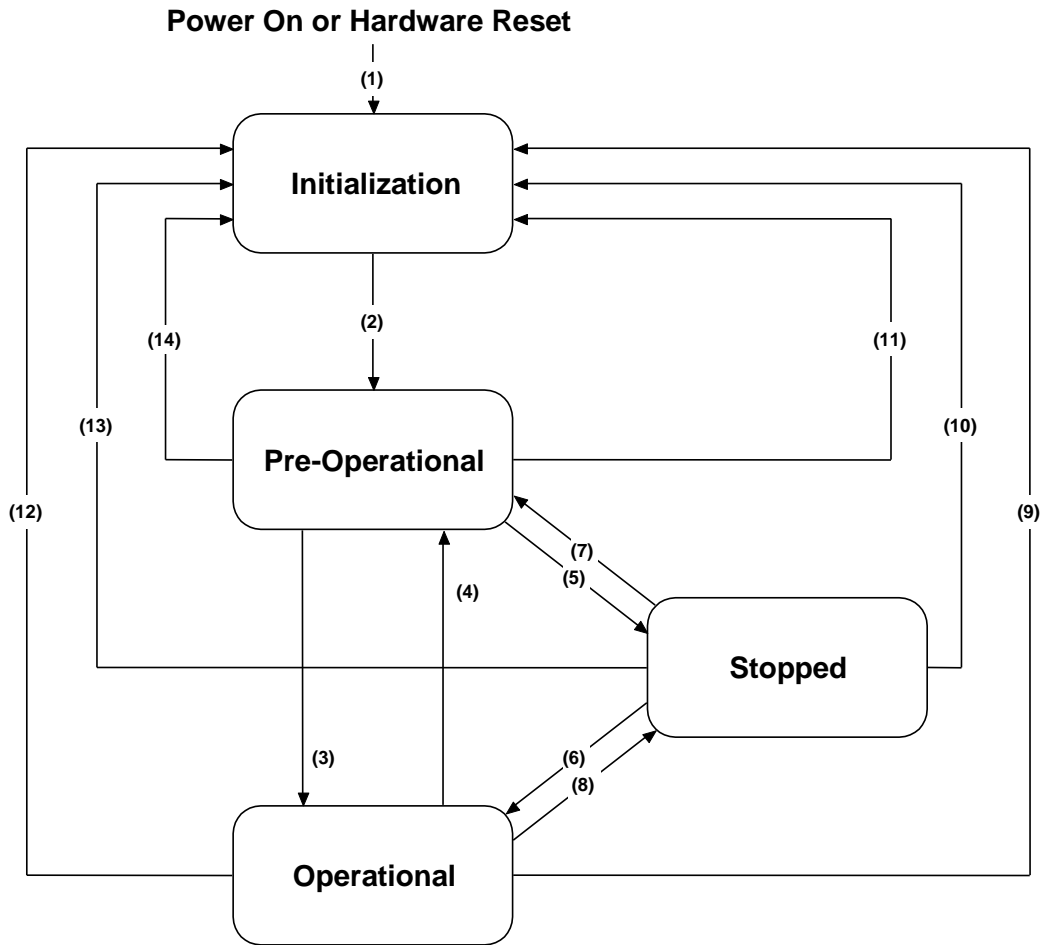 Power On or Hardware Reset
(1)
Initialization
(2)
(14)
(11)
(13)
(10)
Pre-Operational
(12)
(9)
(7)
(5)
(4)
Stopped
(3)
(6)
(8)
Operational